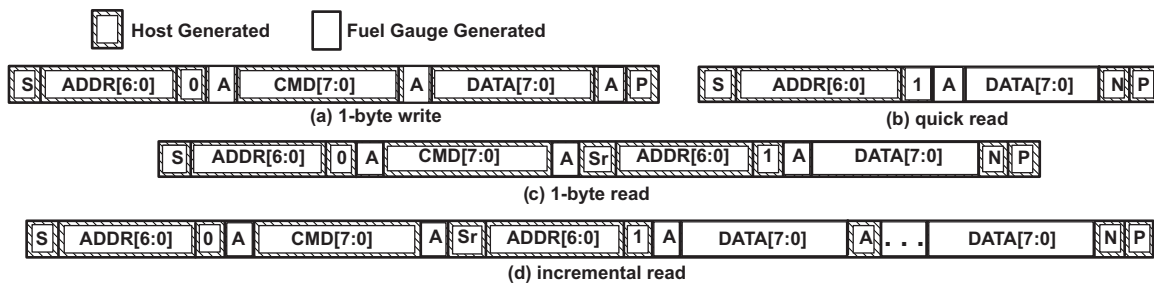 Host Generated Fuel Gauge Generated
S ADDR[6:0] 0 A CMD[7:0] A DATA[7:0] A P
(a) 1-byte write
S ADDR[6:0] 1 A DATA[7:0] N P
(b) quick read
S ADDR[6:0] 0 A CMD[7:0] A Sr ADDR[6:0] 1 A DATA[7:0] N P
(c) 1-byte read
S ADDR[6:0] 0 A CMD[7:0] A Sr ADDR[6:0] 1 A DATA[7:0] A . . . DATA[7:0] N P
(d) incremental read